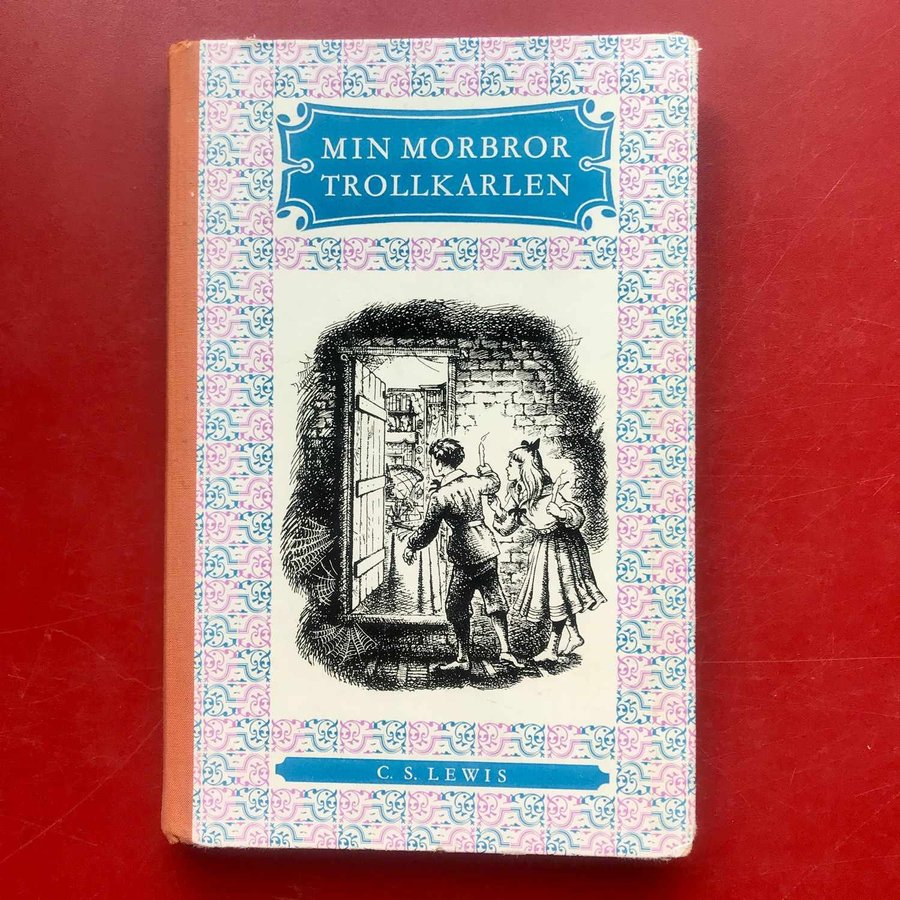 MIN MORBROR
TROLLKARLEN
C. S. LEWIS